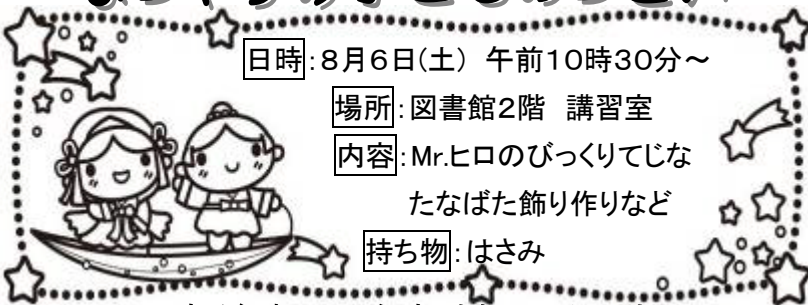 日時:8月6日(土) 午前10時30分~
場所:図書館2階 講習室
内容:Mr.ヒロのびっくりてじな
たなばた飾り作りなど
持ち物:はさみ